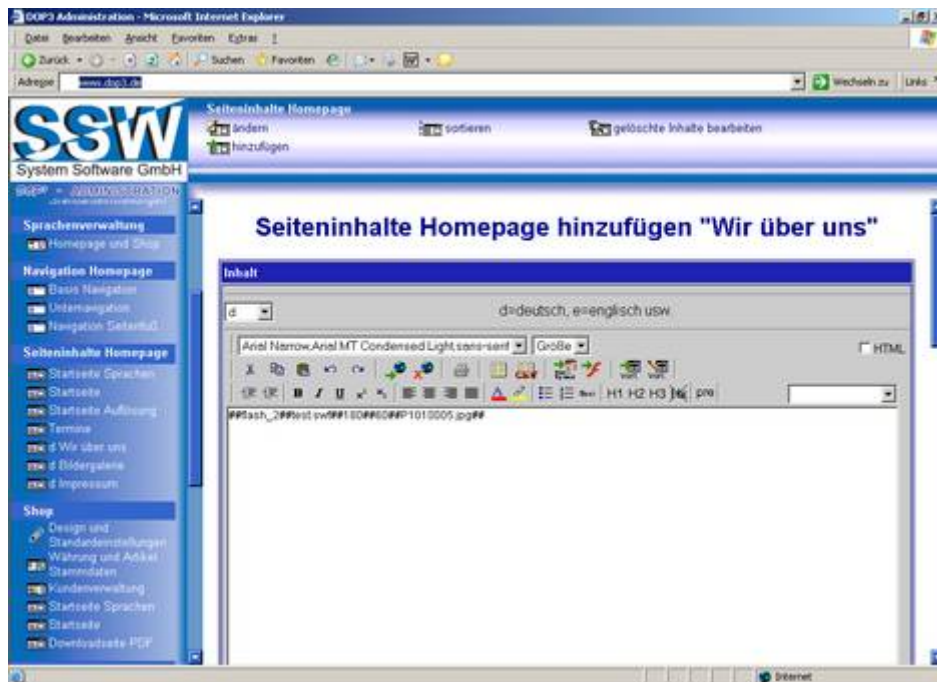 DOP3 Administration - Microsoft Internet Explorer
Datei Bearbeiten Ansicht Favoriten Extras ?
Zurück Suchen Favoriten
Adresse www.dop3.de Wechseln zu Links
SSW
System Software GmbH
Seiteninhalte Homepage
ändern sortieren gelöschte Inhalte bearbeiten
hinzufügen
DOP3 - ADMINISTRATION
Sprachenverwaltung
Homepage und Shop
Navigation Homepage
Basis Navigation
Unternavigation
Navigation Seitenfuß
Seiteninhalte Homepage
Startseite Sprachen
Startseite
Startseite Auflösung
Termine
d Wir über uns
d Bildergalerie
d Impressum
Shop
Design und
Standardeinstellungen
Währung und Artikel
Stammdaten
Kundenverwaltung
Startseite Sprachen
Startseite
Downloadseite PDF
Seiteninhalte Homepage hinzufügen "Wir über uns"
Inhalt
d d=deutsch, e=englisch usw.
Arial Narrow,Arial MT Condensed Light,sans-serif Größe HTML
B I U H1 H2 H3 pre
##flash_2##test.swf##180##60##P1010005.jpg##
Internet